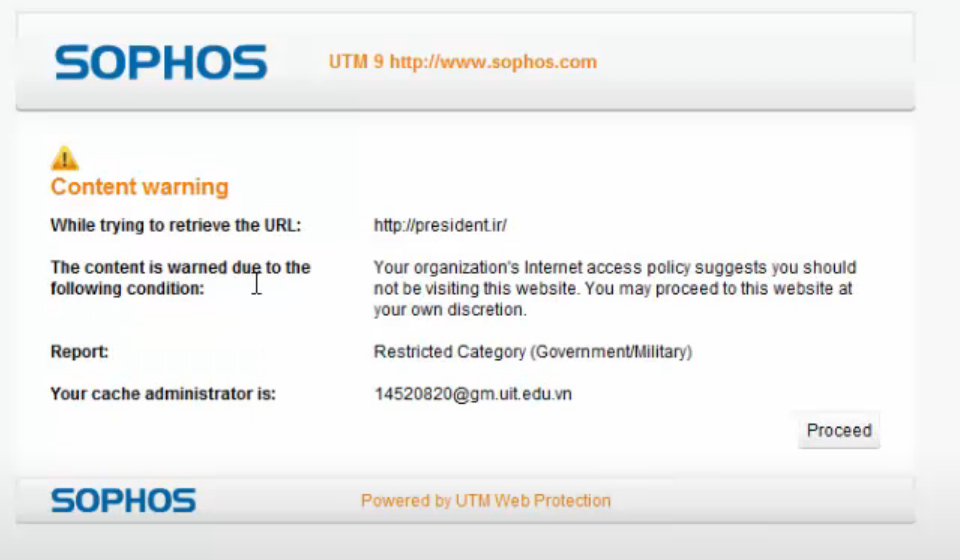 SOPHOS UTM 9 http://www.sophos.com
Content warning
While trying to retrieve the URL: http://president.ir/
The content is warned due to the Your organization's Internet access policy suggests you should
following condition: not be visiting this website. You may proceed to this website at
your own discretion.
Report: Restricted Category (Government/Military)
Your cache administrator is: 14520820@gm.uit.edu.vn
Proceed
SOPHOS Powered by UTM Web Protection